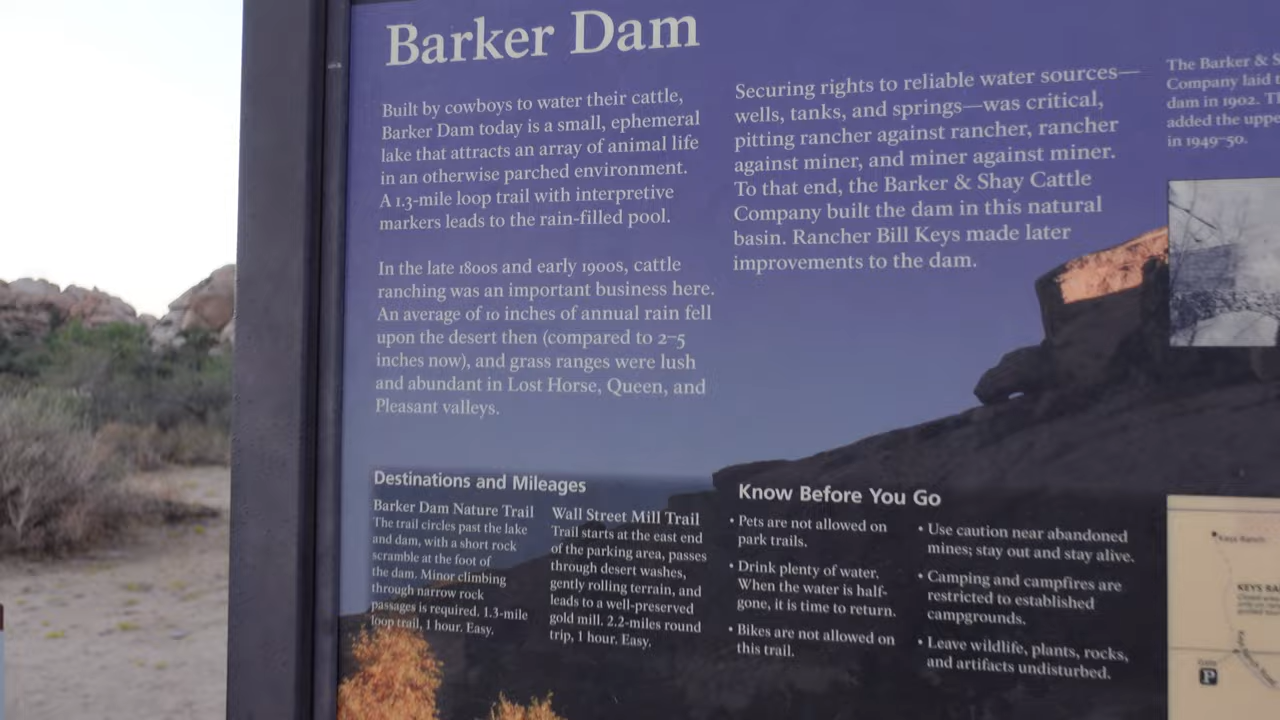 Barker Dam
Built by cowboys to water their cattle,
Barker Dam today is a small, ephemeral
lake that attracts an array of animal life
in an otherwise parched environment.
A 1.3-mile loop trail with interpretive
markers leads to the rain-filled pool.
In the late 1800s and early 1900s, cattle
ranching was an important business here.
An average of 10 inches of annual rain fell
upon the desert then (compared to 2–5
inches now), and grass ranges were lush
and abundant in Lost Horse, Queen, and
Pleasant valleys.
Securing rights to reliable water sources—
wells, tanks, and springs—was critical,
pitting rancher against rancher, rancher
against miner, and miner against miner.
To that end, the Barker & Shay Cattle
Company built the dam in this natural
basin. Rancher Bill Keys made later
improvements to the dam.
The Barker & S
Company laid
dam in 1902.
added the uppe
in 1949–50.
Destinations and Mileages
Barker Dam Nature Trail
The trail circles past the lake
and dam, with a short rock
scramble at the foot of
the dam. Minor climbing
through narrow rock
passages is required. 1.3-mile
loop trail, 1 hour. Easy.
Wall Street Mill Trail
Trail starts at the east end
of the parking area, passes
through desert washes,
gently rolling terrain, and
leads to a well-preserved
gold mill. 2.2-miles round
trip, 1 hour. Easy.
Know Before You Go
• Pets are not allowed on
park trails.
• Drink plenty of water.
When the water is half-
gone, it is time to return.
• Bikes are not allowed on
this trail.
• Use caution near abandoned
mines; stay out and stay alive.
• Camping and campfires are
restricted to established
campgrounds.
• Leave wildlife, plants, rocks,
and artifacts undisturbed.
Keys Ranch
KEYS RA
P